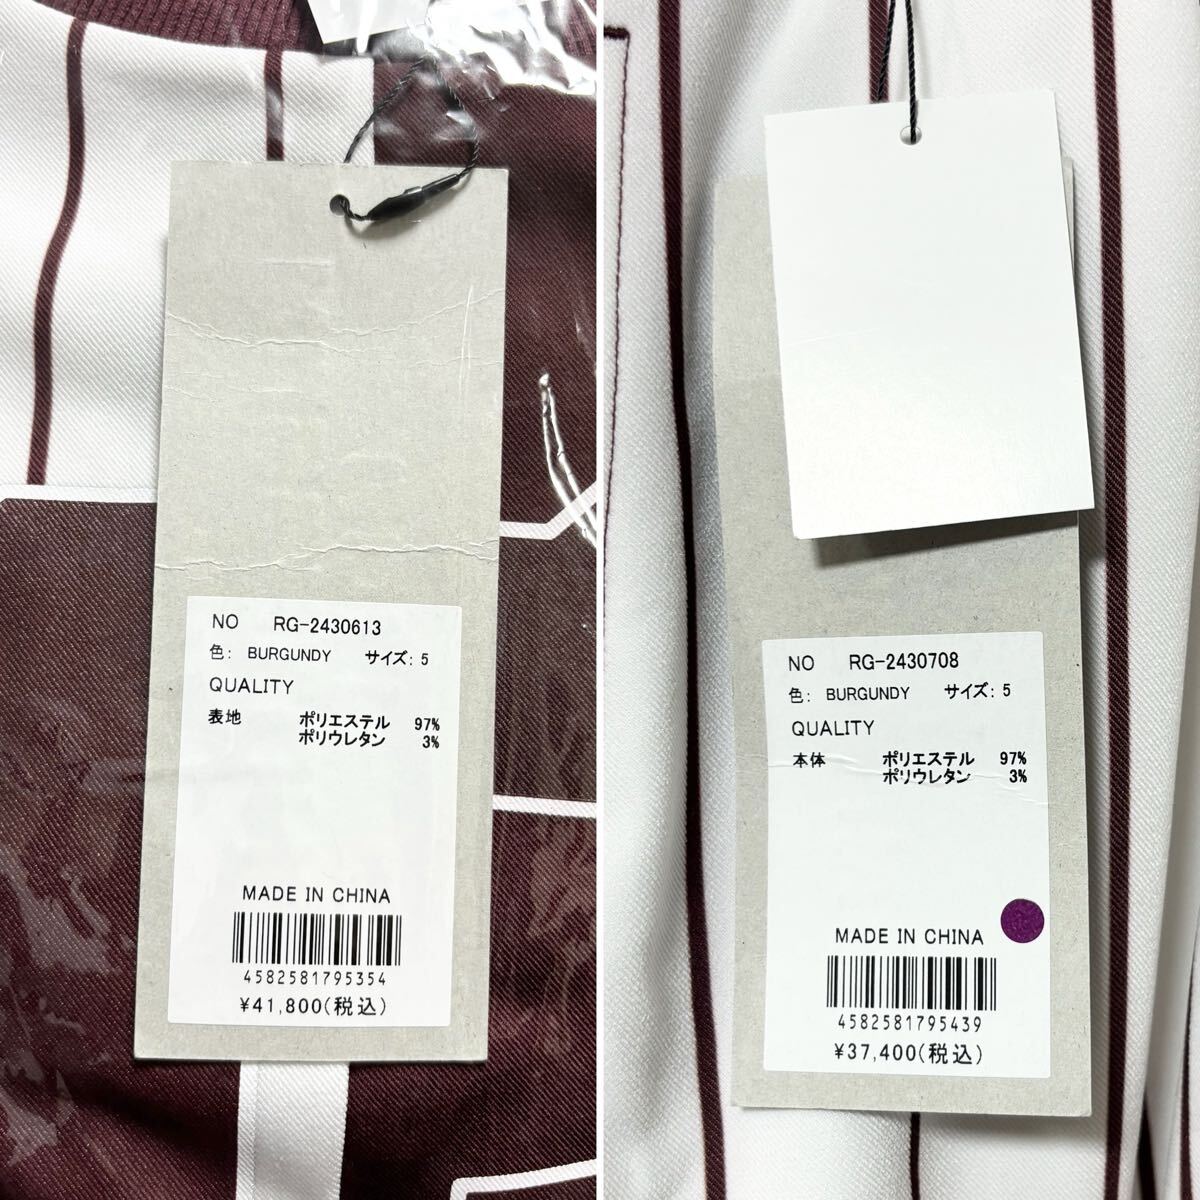 NO RG-2430613
色: BURGUNDY サイズ: 5
QUALITY
表地 ポリエステル 97%
ポリウレタン 3%
MADE IN CHINA
4582581795354
¥41,800(税込)
NO RG-2430708
色: BURGUNDY サイズ: 5
QUALITY
本体 ポリエステル 97%
ポリウレタン 3%
MADE IN CHINA
4582581795439
¥37,400(税込)